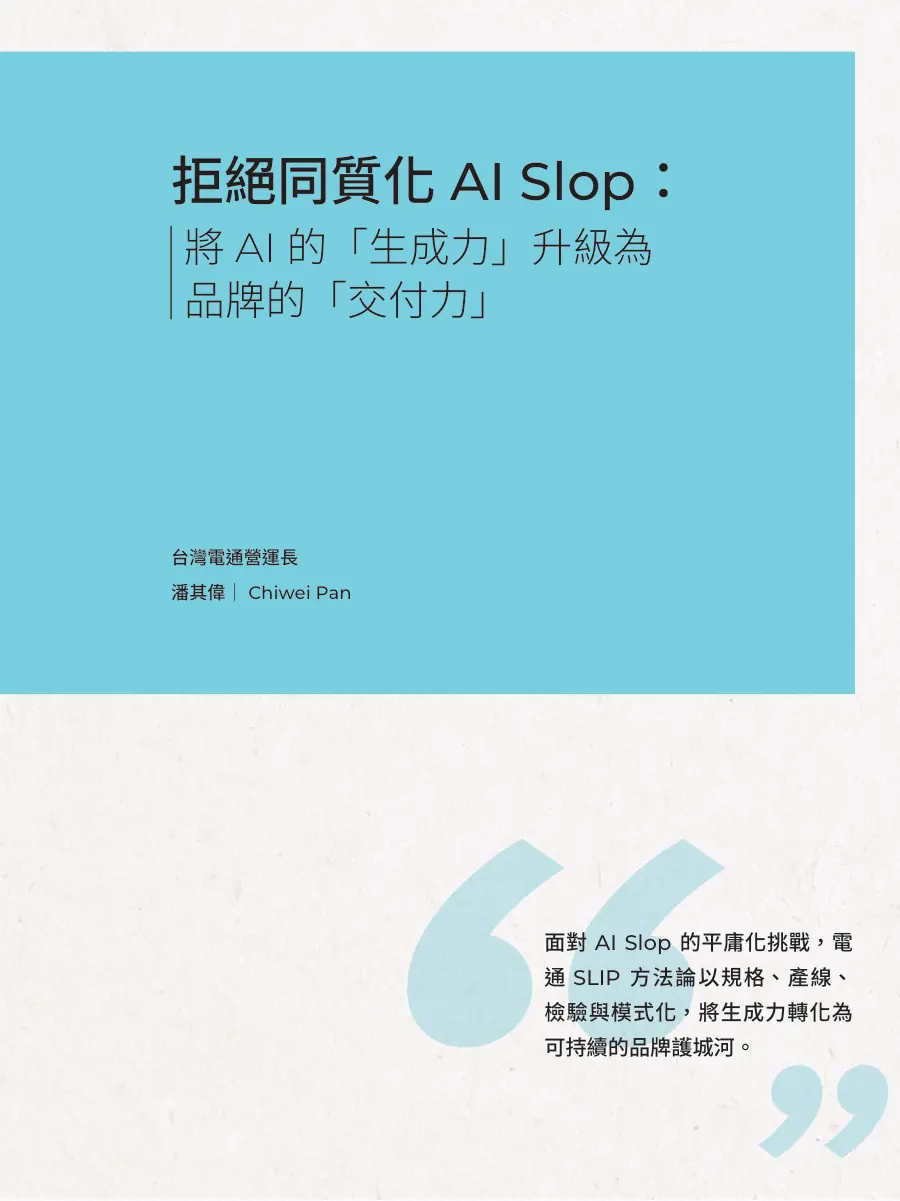 拒絕同質化 AI Slop：
將 AI 的「生成力」升級為
品牌的「交付力」
台灣電通營運長
潘其偉｜ Chiwei Pan
面對 AI Slop 的平庸化挑戰，電
通 SLIP 方法論以規格、產線、
檢驗與模式化，將生成力轉化為
可持續的品牌護城河。